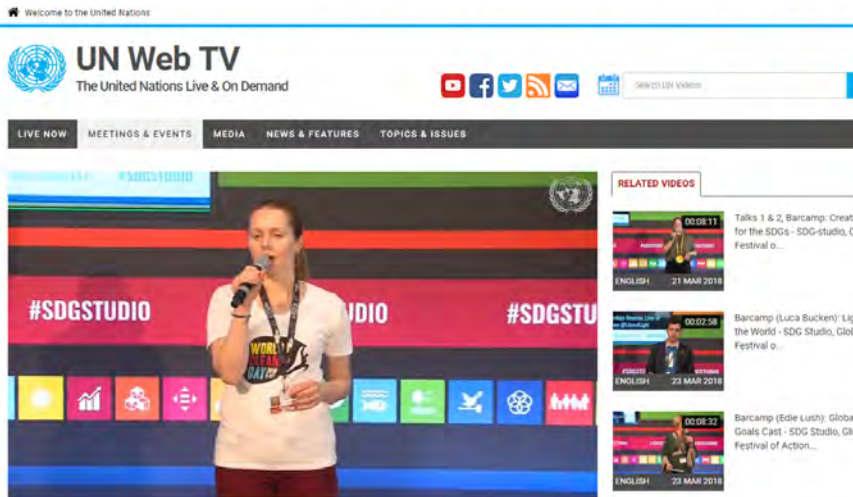 Welcome to the United Nations
UN Web TV
The United Nations Live & On Demand
Search UN Videos
LIVE NOW
MEETINGS & EVENTS
MEDIA
NEWS & FEATURES
TOPICS & ISSUES
#SDGSTUDIO
#SDGSTUDIO
UDIO
#SDGSTU
WORLD
CLEANUP
DAY
RELATED VIDEOS
00:08:11
ENGLISH 21 MAR 2018
Talks 1 & 2, Barcamp: Creat
for the SDGs - SDG-studio, G
Festival o...
00:02:58
ENGLISH 23 MAR 2018
Barcamp (Luca Bucken): Lig
the World - SDG Studio, Glob
Festival o...
00:08:32
ENGLISH 23 MAR 2018
Barcamp (Edie Lush): Globa
Goals Cast - SDG Studio, Glo
Festival of Action...